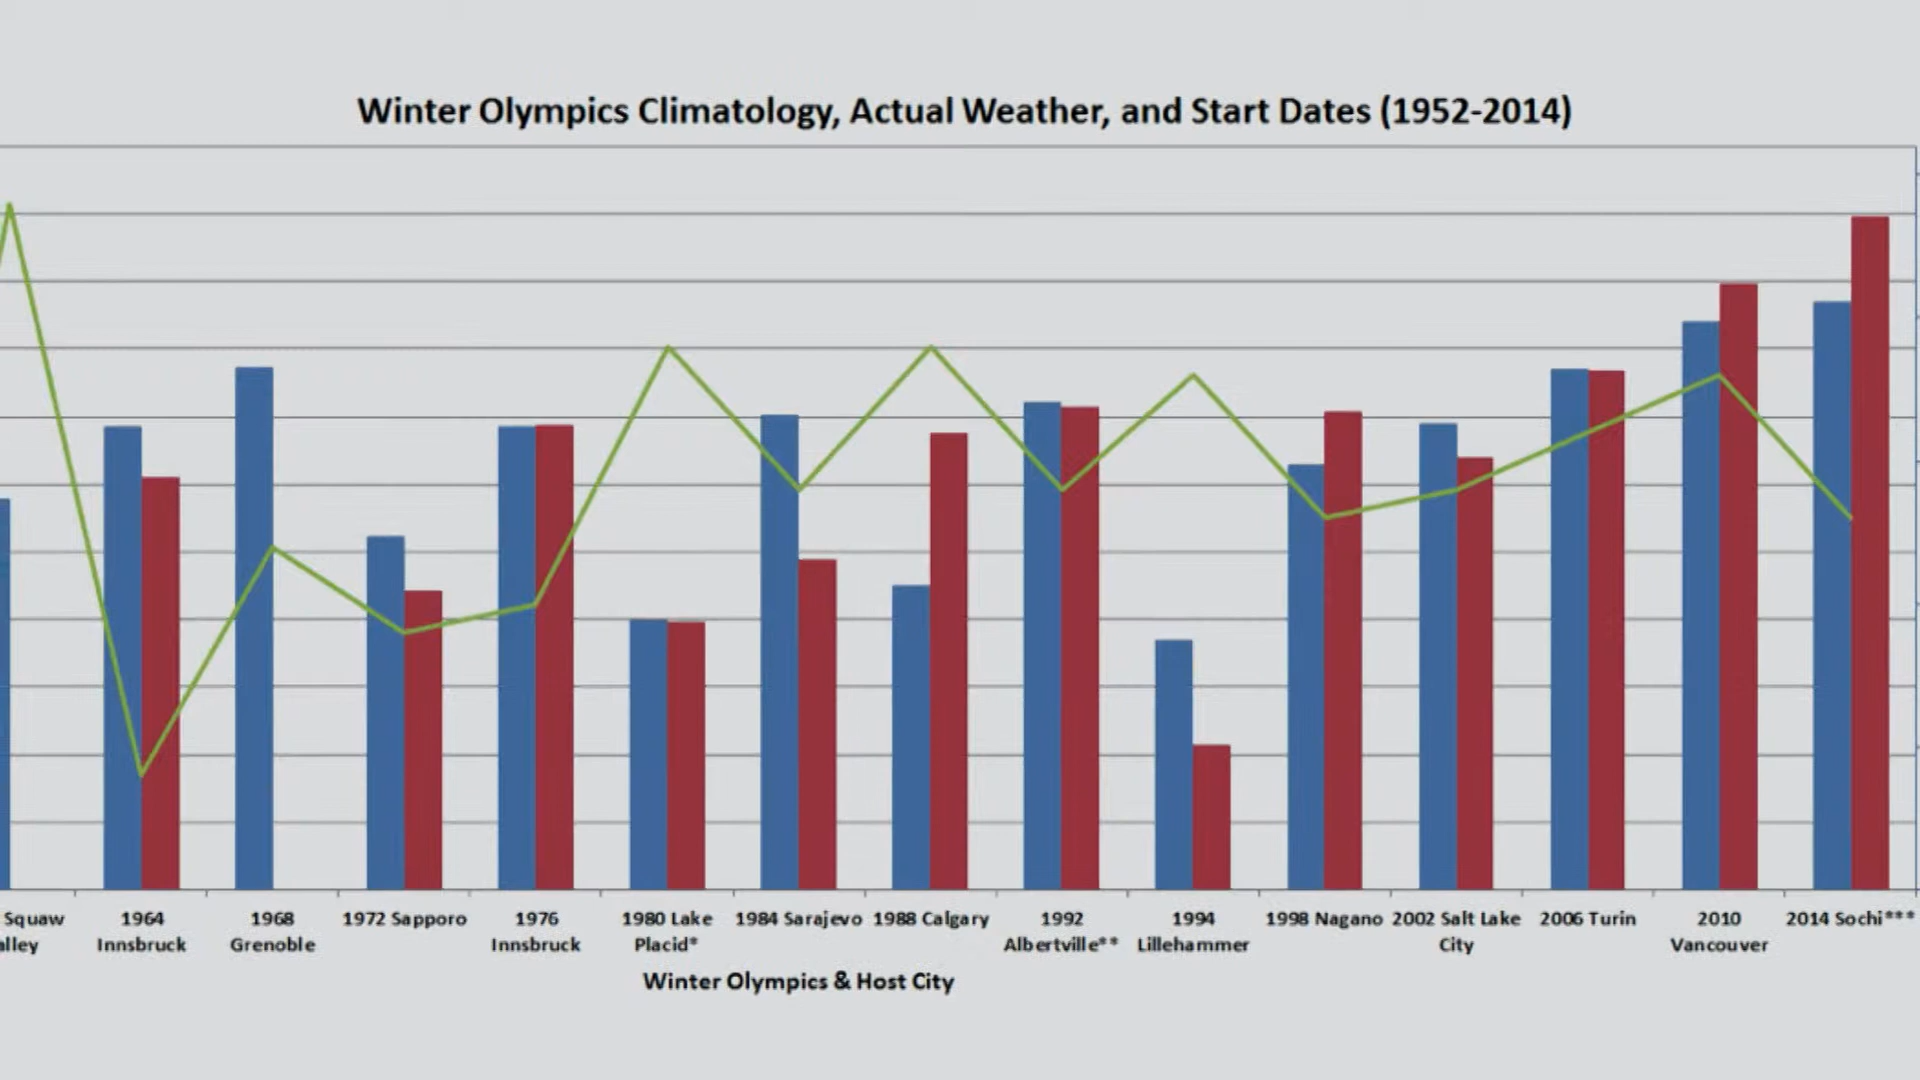 Winter Olympics Climatology, Actual Weather, and Start Dates (1952-2014)
Squaw
alley
1964
Innsbruck
1968
Grenoble
1972 Sapporo
1976
Innsbruck
1980 Lake
Placid*
1984 Sarajevo
1988 Calgary
1992
Albertville**
1994
Lillehammer
1998 Nagano
2002 Salt Lake
City
2006 Turin
2010
Vancouver
2014 Sochi***
Winter Olympics & Host City